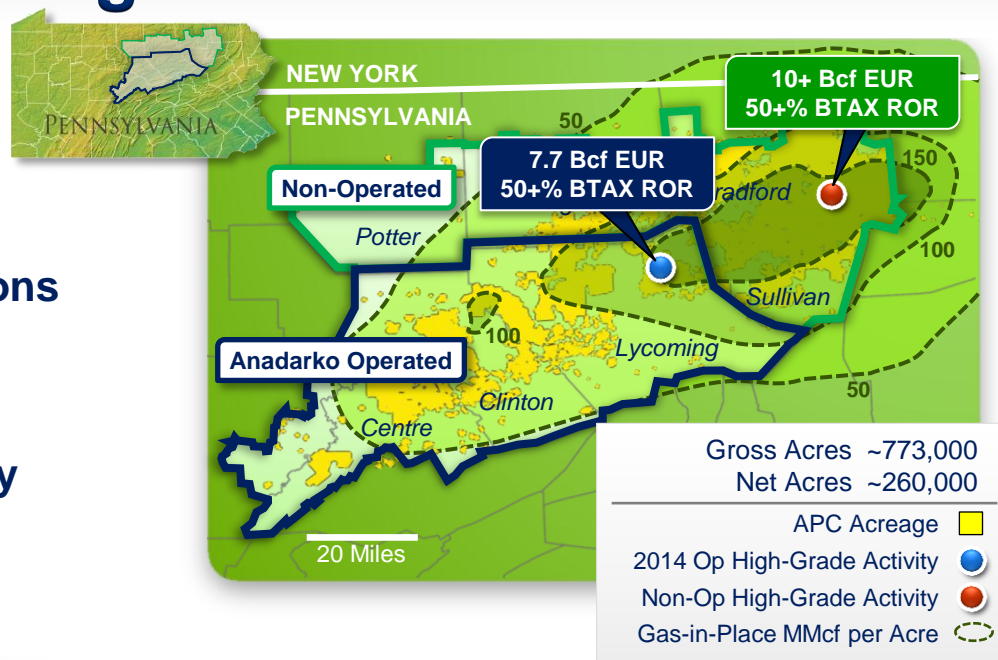 g
PENNSYLVANIA
NEW YORK
PENNSYLVANIA
50
10+ Bcf EUR
50+% BTAX ROR
7.7 Bcf EUR
50+% BTAX ROR
150
Non-Operated
radford
Potter
100
ons
Sullivan
100
Lycoming
Anadarko Operated
50
Clinton
Centre
y
20 Miles
Gross Acres ~773,000
Net Acres ~260,000
APC Acreage
2014 Op High-Grade Activity
Non-Op High-Grade Activity
Gas-in-Place MMcf per Acre